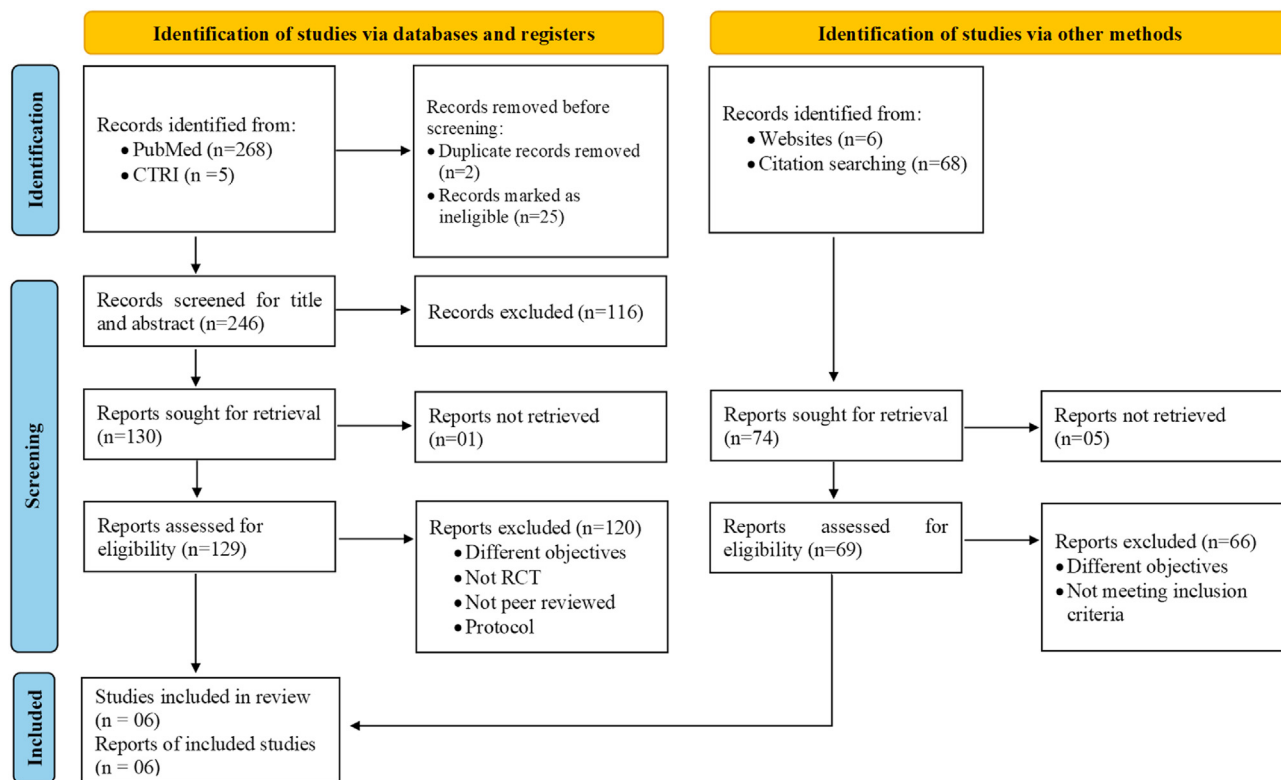 Identification of studies via databases and registers
Identification of studies via other methods
Identification
Records identified from:
•PubMed (n=268)
•CTRI (n =5)
Records removed before
screening:
• Duplicate records removed
(n=2)
• Records marked as
ineligible (n=25)
Records identified from:
•Websites (n=6)
•Citation searching (n=68)
Screening
Records screened for title
and abstract (n=246)
Records excluded (n=116)
Reports sought for retrieval
(n=130)
Reports not retrieved
(n=01)
Reports sought for retrieval
(n=74)
Reports not retrieved
(n=05)
Reports assessed for
eligibility (n=129)
Reports excluded (n=120)
•Different objectives
•Not RCT
•Not peer reviewed
•Protocol
Reports assessed for
eligibility (n=69)
Reports excluded (n=66)
•Different objectives
•Not meeting inclusion
criteria
Included
Studies included in review
(n = 06)
Reports of included studies
(n = 06)